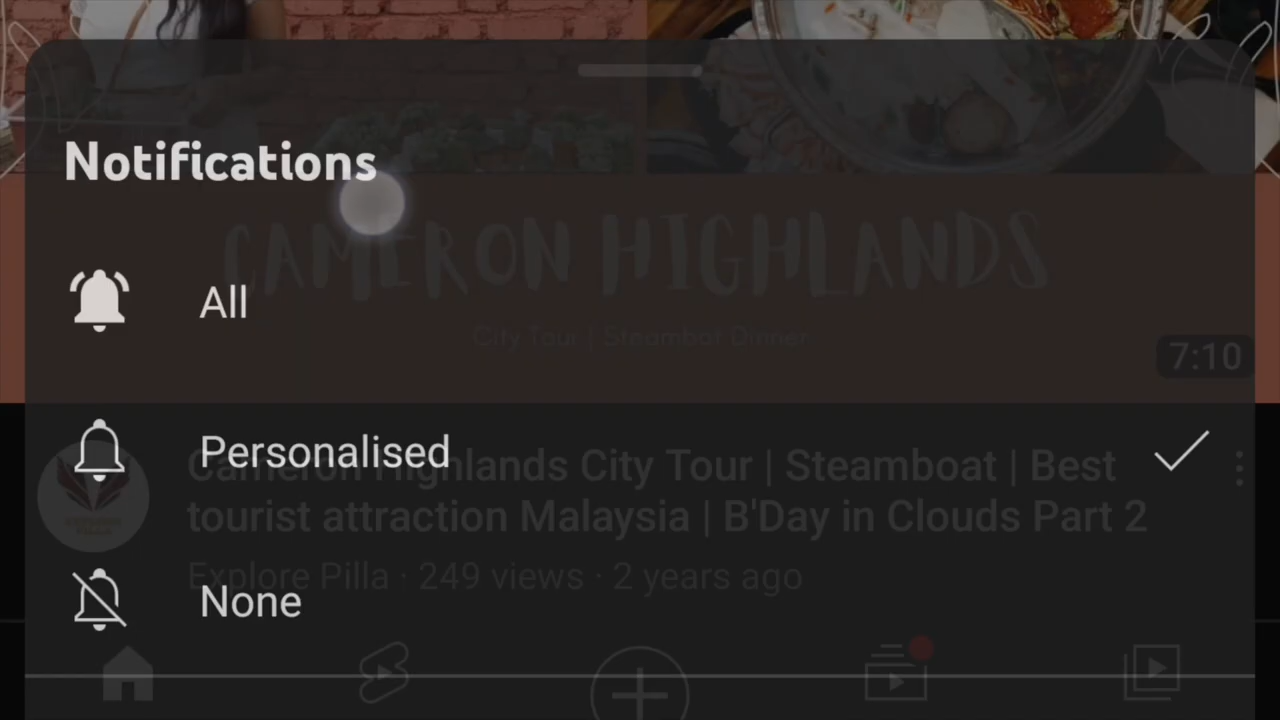 Notifications
CAMERON HIGHLANDS
All
City Tour | Steamboat Dinner
7:10
Personalised
Cameron Highlands City Tour | Steamboat | Best
tourist attraction Malaysia | B'Day in Clouds Part 2
Explore Pilla · 249 views · 2 years ago
None